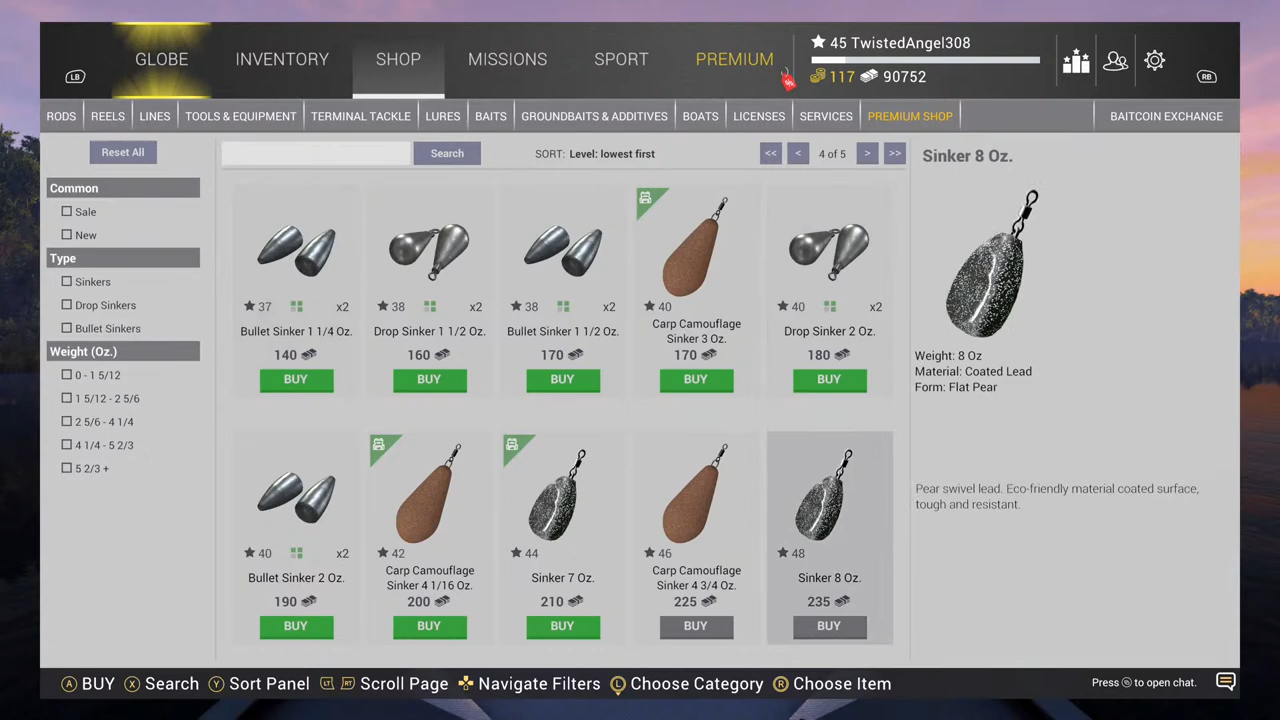 GLOBE
INVENTORY
SHOP
MISSIONS
SPORT
PREMIUM
45 TwistedAngel308
117 90752
LB
RB
RODS
REELS
LINES
TOOLS & EQUIPMENT
TERMINAL TACKLE
LURES
BAITS
GROUNDBAITS & ADDITIVES
BOATS
LICENSES
SERVICES
PREMIUM SHOP
BAITCOIN EXCHANGE
Reset All
Search
SORT: Level: lowest first
<<
<
4 of 5
>
>>
Common
Sale
New
Type
Sinkers
Drop Sinkers
Bullet Sinkers
Weight (Oz.)
0 - 1 5/12
1 5/12 - 2 5/6
2 5/6 - 4 1/4
4 1/4 - 5 2/3
5 2/3 +
37 x2
Bullet Sinker 1 1/4 Oz.
140
BUY
38 x2
Drop Sinker 1 1/2 Oz.
160
BUY
38 x2
Bullet Sinker 1 1/2 Oz.
170
BUY
40
Carp Camouflage
Sinker 3 Oz.
170
BUY
40 x2
Drop Sinker 2 Oz.
180
BUY
40 x2
Bullet Sinker 2 Oz.
190
BUY
42
Carp Camouflage
Sinker 4 1/16 Oz.
200
BUY
44
Sinker 7 Oz.
210
BUY
46
Carp Camouflage
Sinker 4 3/4 Oz.
225
BUY
48
Sinker 8 Oz.
235
BUY
Sinker 8 Oz.
Weight: 8 Oz
Material: Coated Lead
Form: Flat Pear
Pear swivel lead. Eco-friendly material coated surface,
tough and resistant.
A BUY X Search Y Sort Panel LT RT Scroll Page Navigate Filters L Choose Category R Choose Item
Press to open chat.